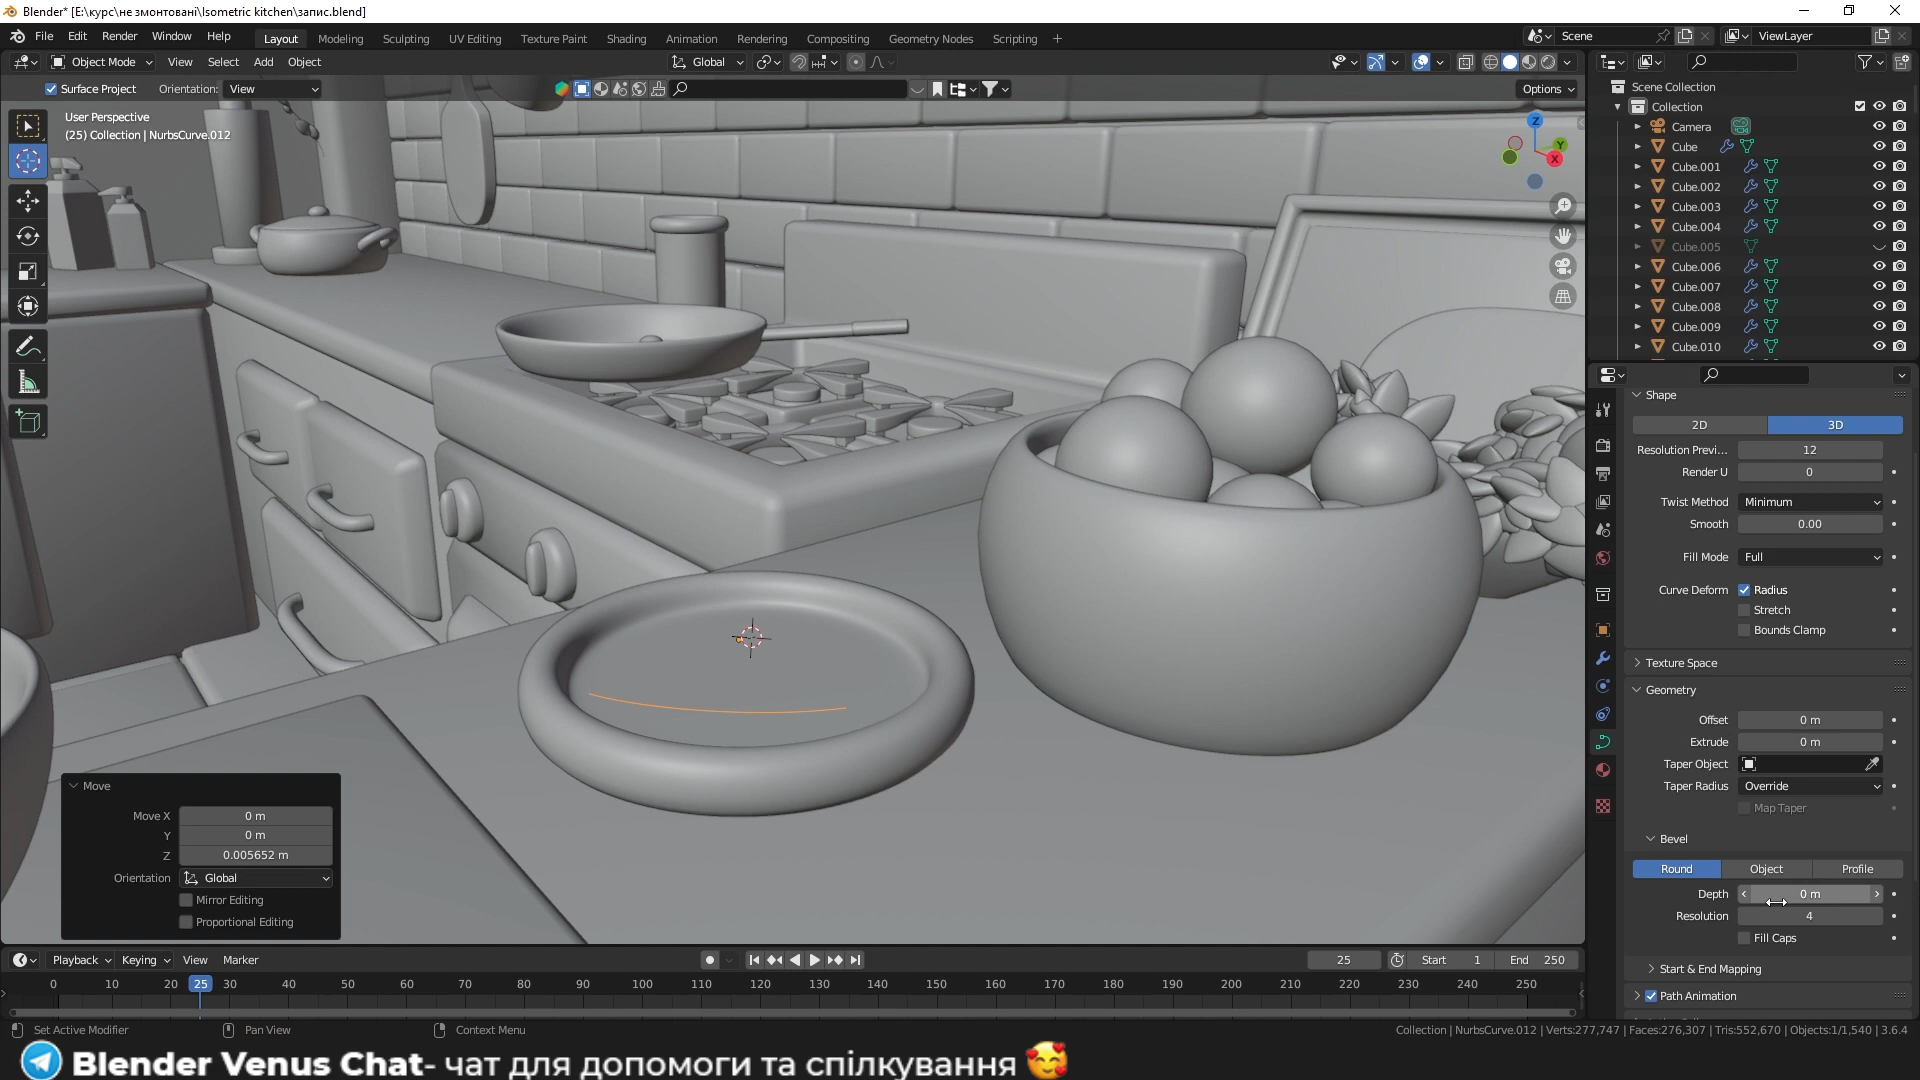 Blender* [E:\курс\не змонтовані\Isometric kitchen\запис.blend]
File Edit Render Window Help Layout Modeling Sculpting UV Editing Texture Paint Shading Animation Rendering Compositing Geometry Nodes Scripting + Scene ViewLayer
Object Mode View Select Add Object Global
Surface Project Orientation: View Options
User Perspective
(25) Collection | NurbsCurve.012
Z
Y
X
Scene Collection
Collection
Camera
Cube
Cube.001
Cube.002
Cube.003
Cube.004
Cube.005
Cube.006
Cube.007
Cube.008
Cube.009
Cube.010
Shape
2D 3D
Resolution Previ... 12
Render U 0
Twist Method Minimum
Smooth 0.00
Fill Mode Full
Curve Deform Radius
Stretch
Bounds Clamp
Texture Space
Geometry
Offset 0 m
Extrude 0 m
Taper Object
Taper Radius Override
Map Taper
Bevel
Round Object Profile
Depth 0 m
Resolution 4
Fill Caps
Start & End Mapping
Path Animation
Move
Move X 0 m
Y 0 m
Z 0.005652 m
Orientation Global
Mirror Editing
Proportional Editing
Playback Keying View Marker 25 Start 1 End 250
0 10 20 25 30 40 50 60 70 80 90 100 110 120 130 140 150 160 170 180 190 200 210 220 230 240 250
Set Active Modifier Pan View Context Menu Collection | NurbsCurve.012 | Verts:277,747 | Faces:276,307 | Tris:552,670 | Objects:1/1,540 | 3.6.4
Blender Venus Chat- чат для допомоги та спілкування